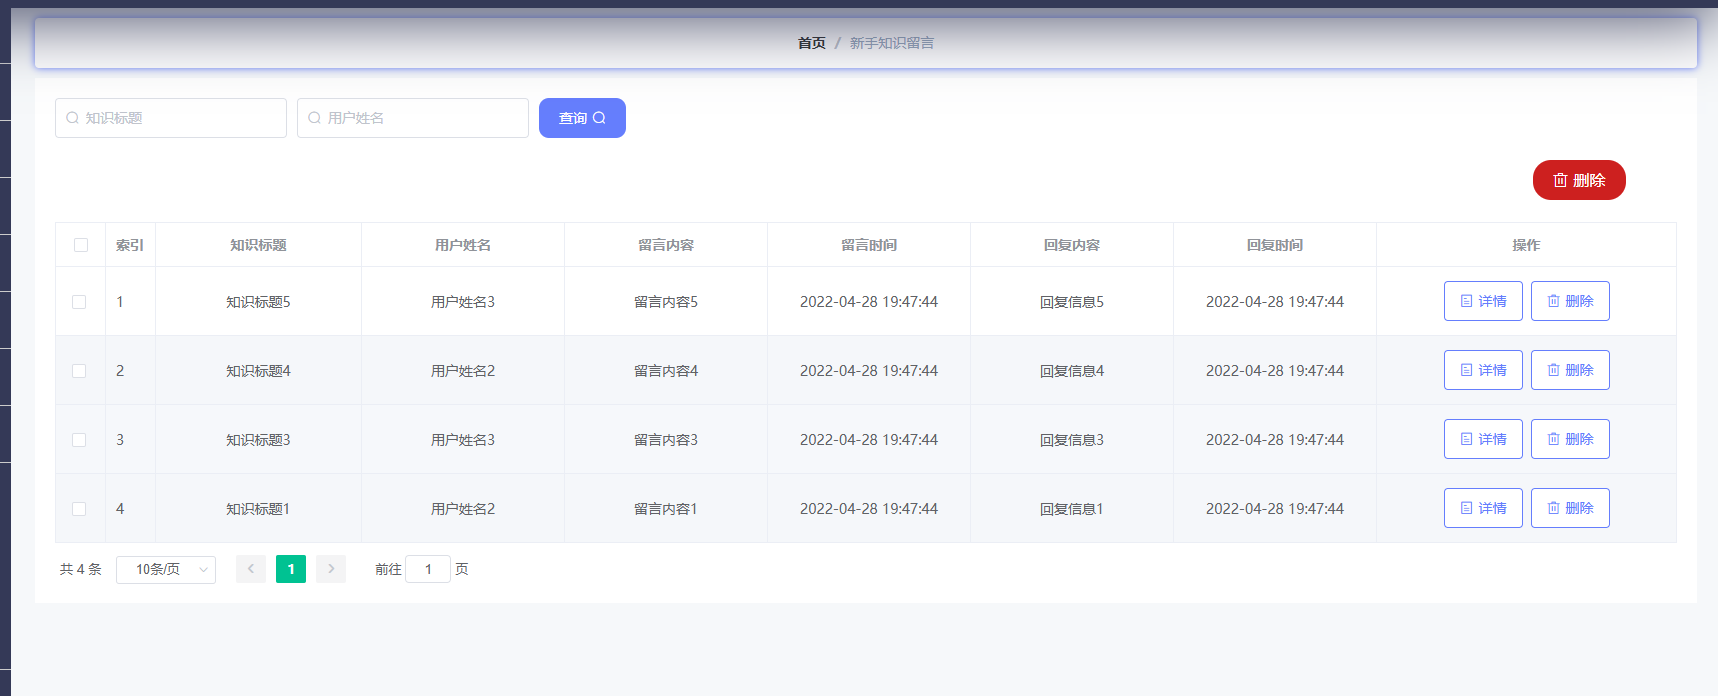 首页 / 新手知识留言
知识标题 用户姓名 查询
删除
索引 知识标题 用户姓名 留言内容 留言时间 回复内容 回复时间 操作
1 知识标题5 用户姓名3 留言内容5 2022-04-28 19:47:44 回复信息5 2022-04-28 19:47:44 详情 删除
2 知识标题4 用户姓名2 留言内容4 2022-04-28 19:47:44 回复信息4 2022-04-28 19:47:44 详情 删除
3 知识标题3 用户姓名3 留言内容3 2022-04-28 19:47:44 回复信息3 2022-04-28 19:47:44 详情 删除
4 知识标题1 用户姓名2 留言内容1 2022-04-28 19:47:44 回复信息1 2022-04-28 19:47:44 详情 删除
共 4 条 10条/页 1 前往 1 页